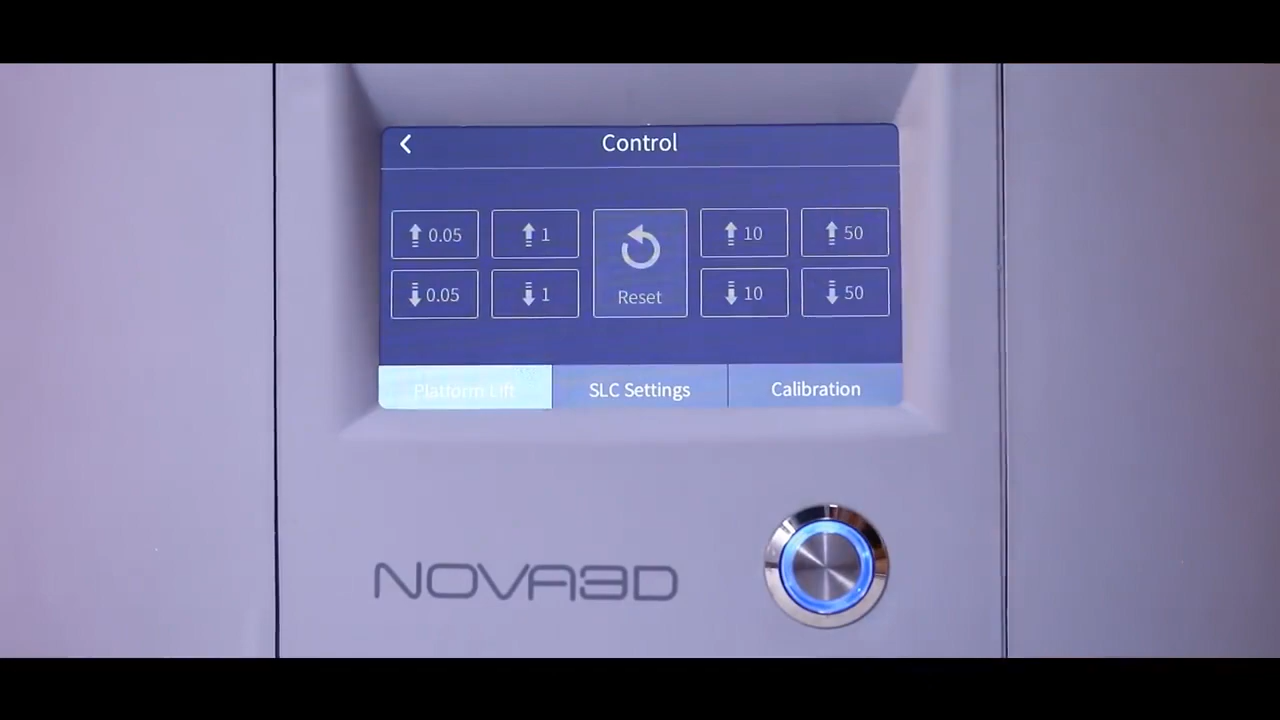 Control
0.05 1 10 50
Reset
0.05 1 10 50
Platform Lift SLC Settings Calibration
NOVA3D